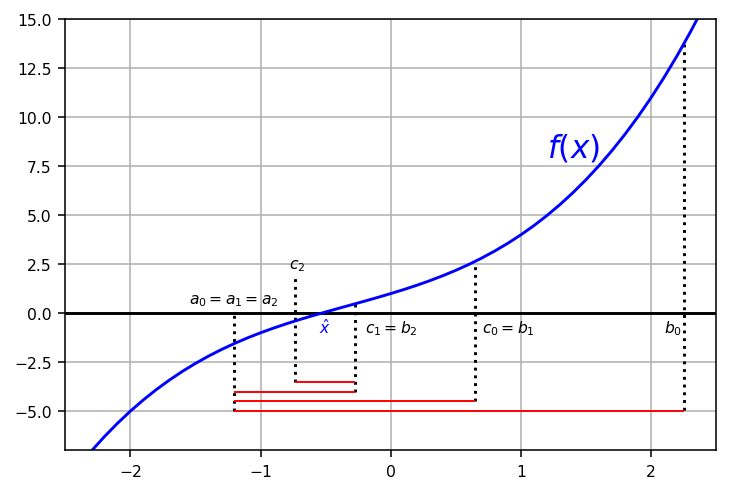 15.0
12.5
10.0
7.5
5.0
2.5
0.0
−2.5
−5.0
f(x)
c₂
a₀ = a₁ = a₂
x̂
c₁ = b₂
c₀ = b₁
b₀
−2
−1
0
1
2